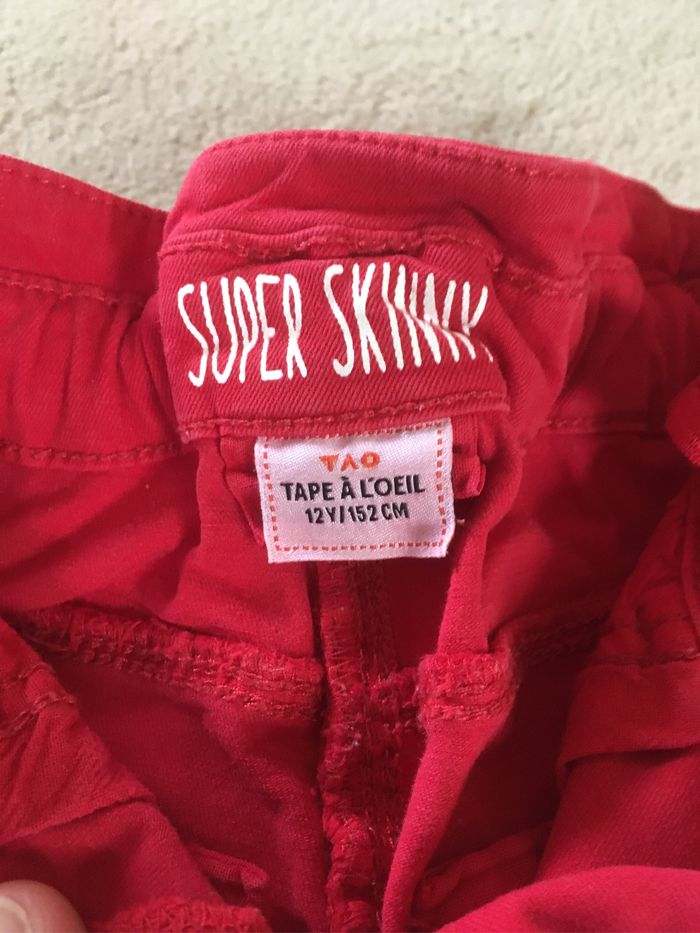 SUPER SKINNY
TAO
TAPE À L'OEIL
12Y/152 CM